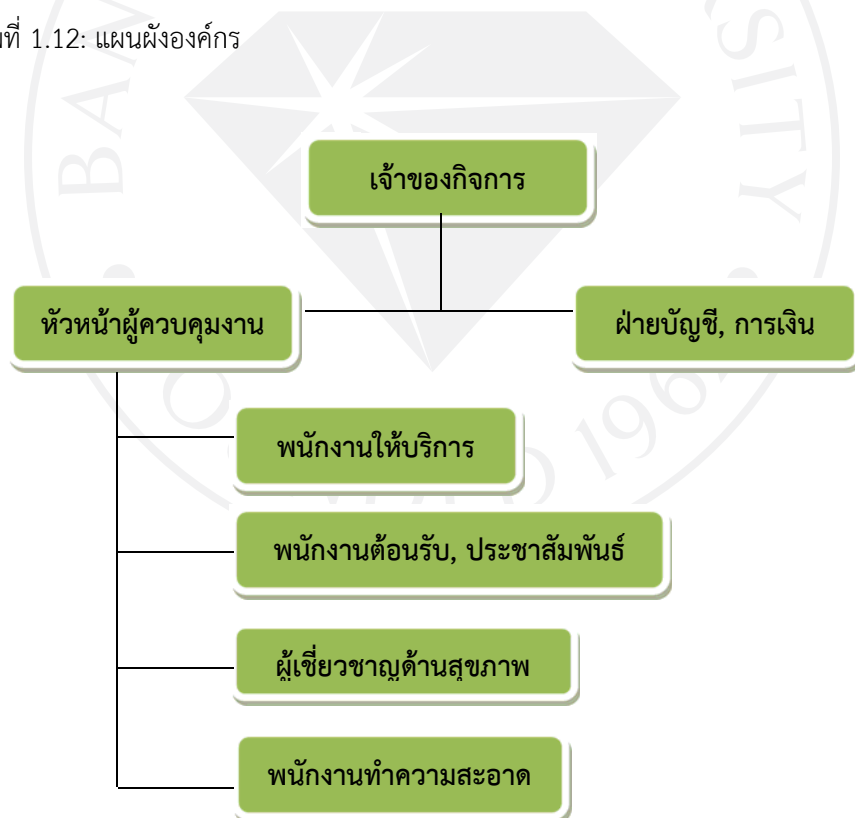 ที่ 1.12: แผนผังองค์กร
เจ้าของกิจการ
หัวหน้าผู้ควบคุมงาน
ฝ่ายบัญชี, การเงิน
พนักงานให้บริการ
พนักงานต้อนรับ, ประชาสัมพันธ์
ผู้เชี่ยวชาญด้านสุขภาพ
พนักงานทำความสะอาด